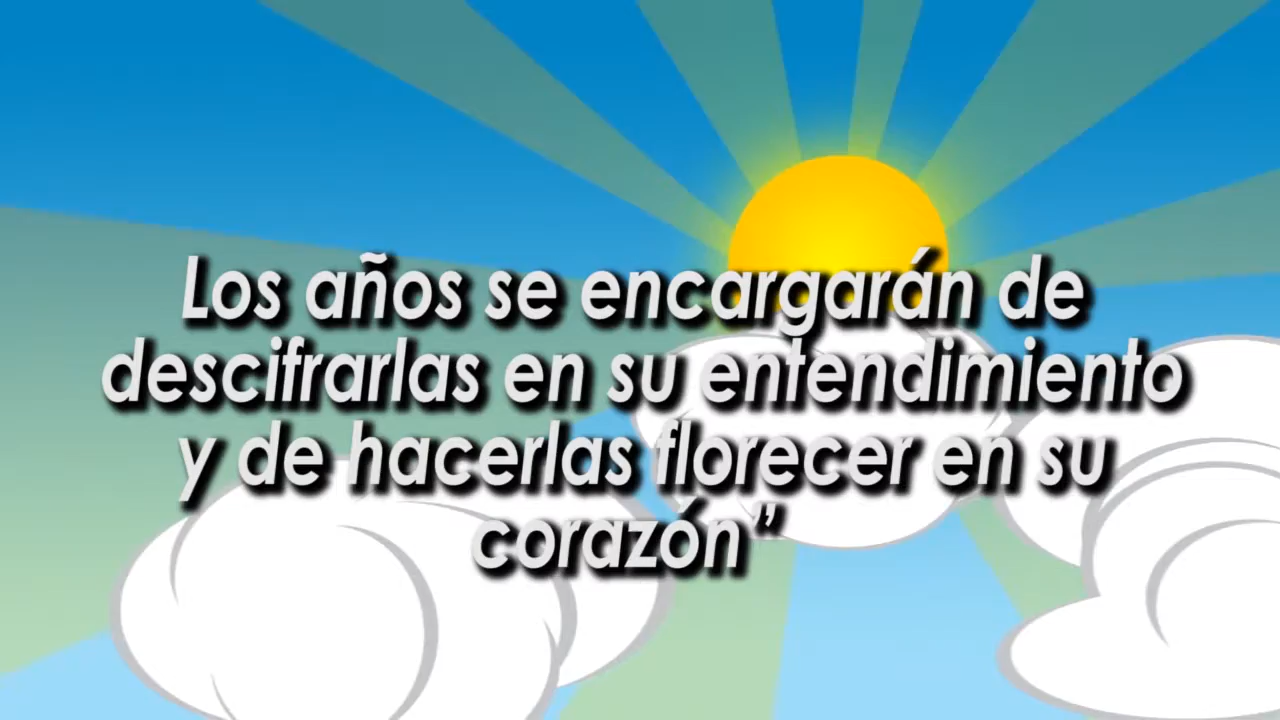 Los años se encargarán de
descifrarlas en su entendimiento
y de hacerlas florecer en su
corazón”